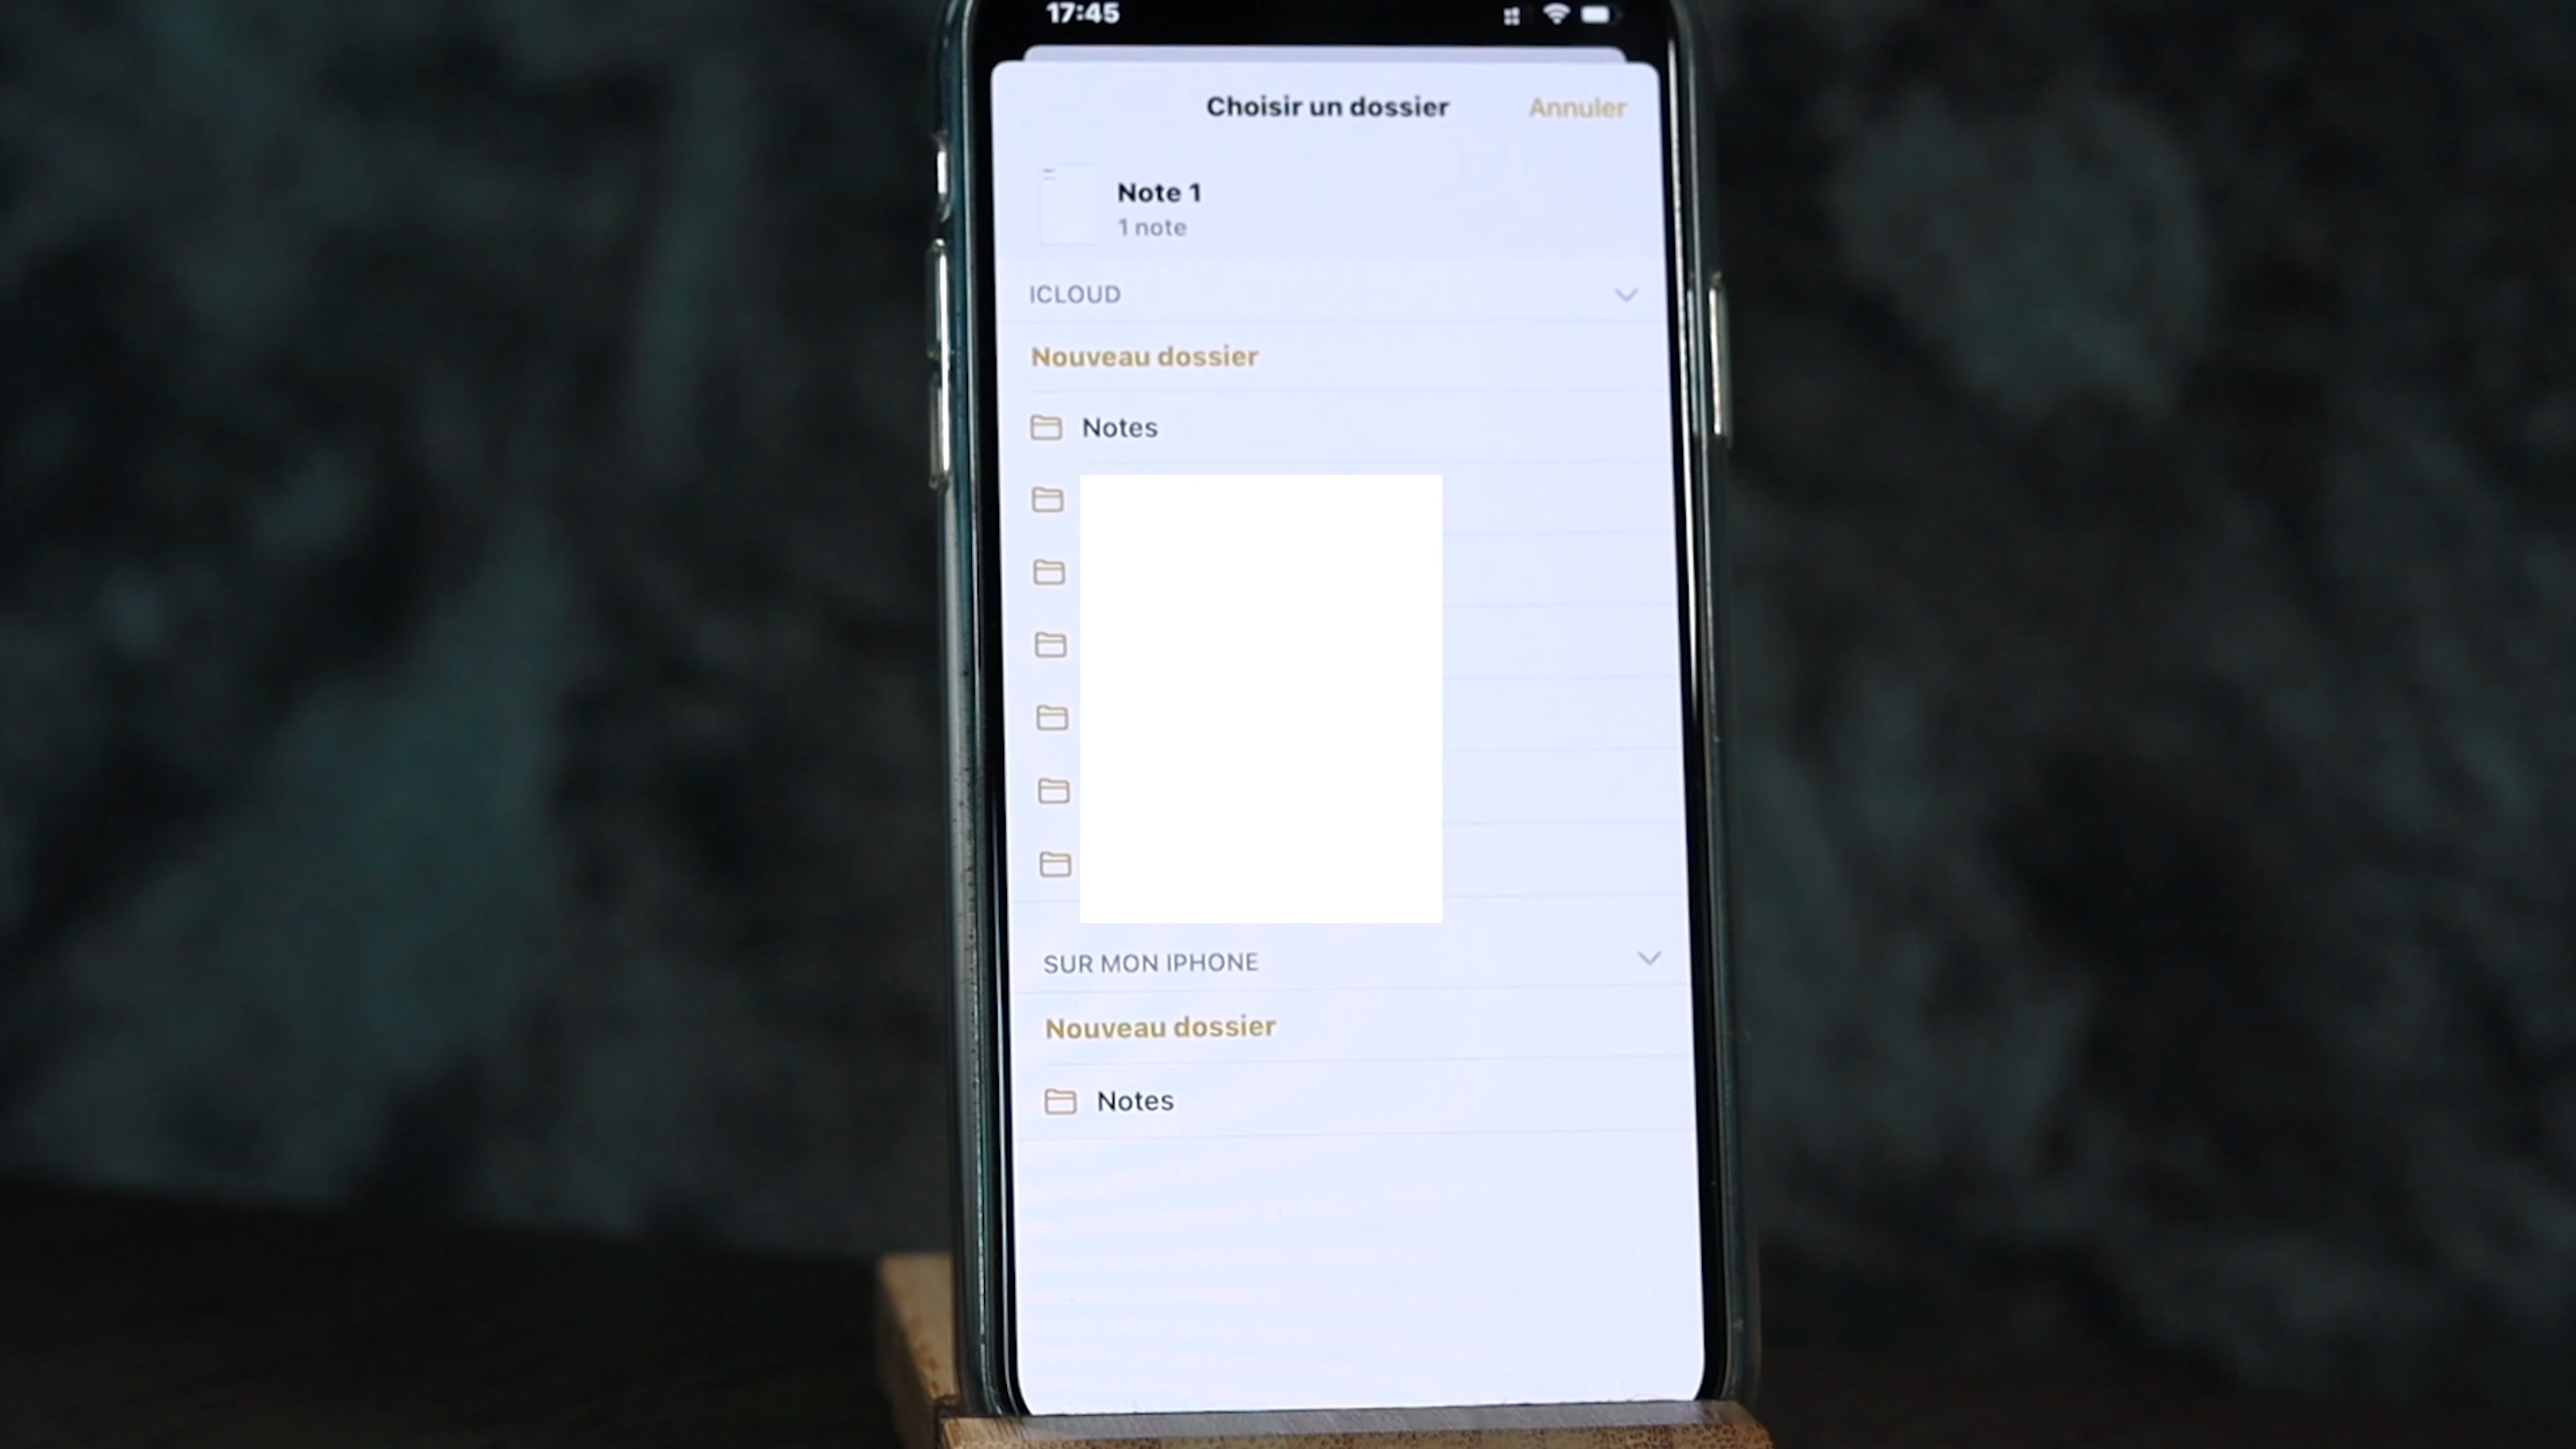 17:45
Choisir un dossier
Annuler
Note 1
1 note
ICLOUD
Nouveau dossier
Notes
SUR MON IPHONE
Nouveau dossier
Notes